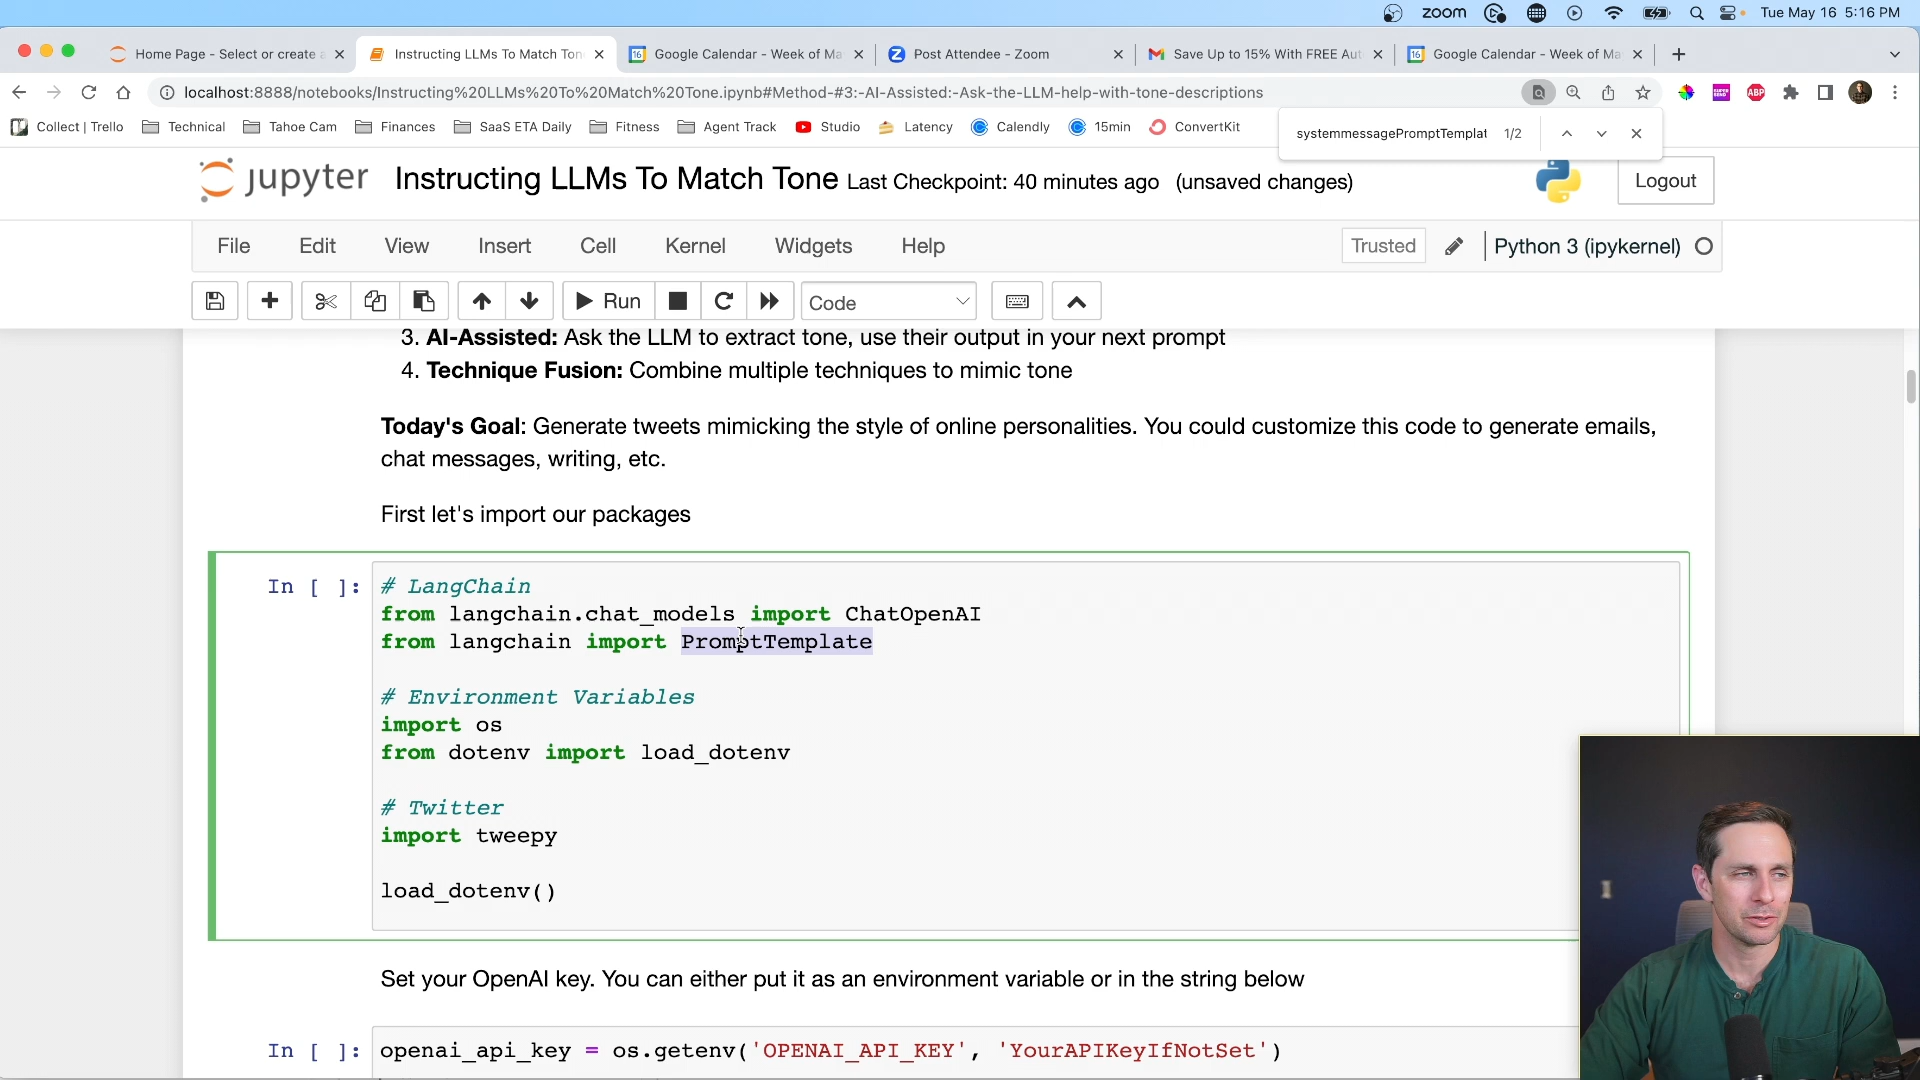 zoom
Tue May 16 5:16 PM
Home Page - Select or create a
Instructing LLMs To Match Ton
16 Google Calendar - Week of Ma
Post Attendee - Zoom
Save Up to 15% With FREE Aut
16 Google Calendar - Week of Ma
localhost:8888/notebooks/Instructing%20LLMs%20To%20Match%20Tone.ipynb#Method-#3:-AI-Assisted:-Ask-the-LLM-help-with-tone-descriptions
ABP
Collect | Trello
Technical
Tahoe Cam
Finances
SaaS ETA Daily
Fitness
Agent Track
Studio
Latency
Calendly
15min
ConvertKit
systemmessagePromptTemplat 1/2
jupyter Instructing LLMs To Match Tone Last Checkpoint: 40 minutes ago (unsaved changes)
Logout
File Edit View Insert Cell Kernel Widgets Help
Trusted
Python 3 (ipykernel)
Run
Code
3. AI-Assisted: Ask the LLM to extract tone, use their output in your next prompt
4. Technique Fusion: Combine multiple techniques to mimic tone
Today's Goal: Generate tweets mimicking the style of online personalities. You could customize this code to generate emails,
chat messages, writing, etc.
First let's import our packages
In [ ]: # LangChain
from langchain.chat_models import ChatOpenAI
from langchain import PromptTemplate
# Environment Variables
import os
from dotenv import load_dotenv
# Twitter
import tweepy
load_dotenv()
Set your OpenAI key. You can either put it as an environment variable or in the string below
In [ ]: openai_api_key = os.getenv('OPENAI_API_KEY', 'YourAPIKeyIfNotSet')